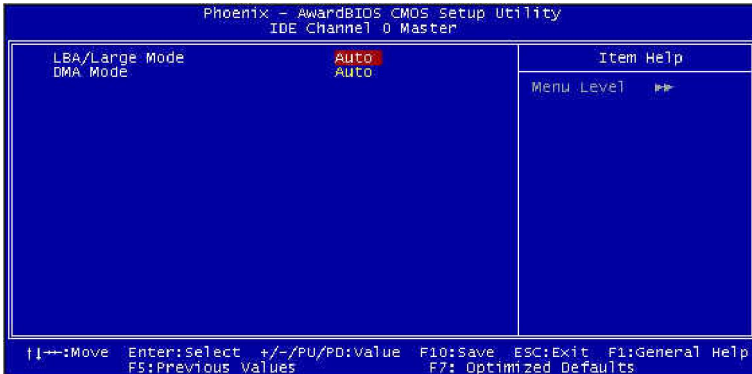 Phoenix - AwardBIOS CMOS Setup Utility
IDE Channel 0 Master
LBA/Large Mode Auto
DMA Mode Auto
Item Help
Menu Level ►►
↑↓→←:Move Enter:Select +/-/PU/PD:Value F10:Save ESC:Exit F1:General Help
F5:Previous Values F7: Optimized Defaults